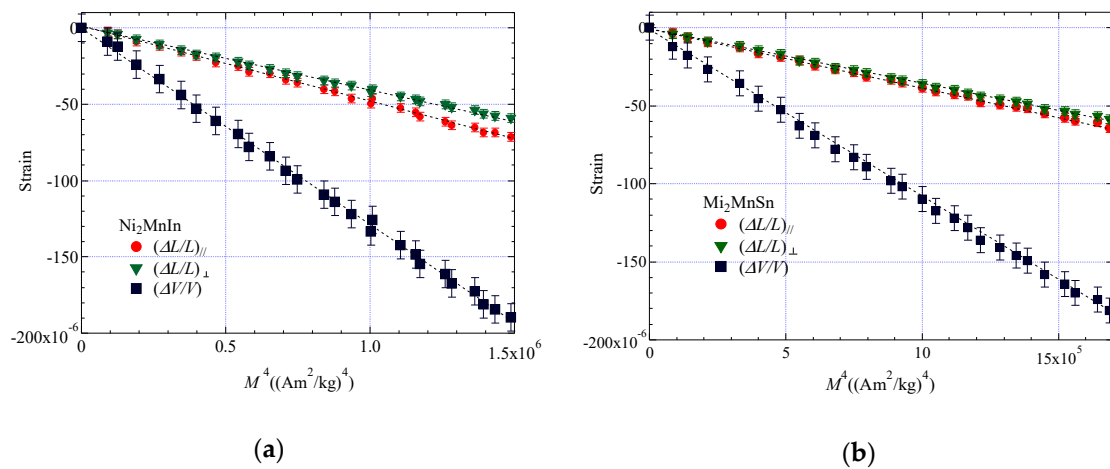 0
-50
-100
-150
-200x10⁻⁶
Strain
Ni₂MnIn
(ΔL/L)//
(ΔL/L)⊥
(ΔV/V)
0
0.5
1.0
1.5x10⁶
M⁴((Am²/kg)⁴)
(a)
0
-50
-100
-150
-200x10⁻⁶
Strain
Mi₂MnSn
(ΔL/L)//
(ΔL/L)⊥
(ΔV/V)
0
5
10
15x10⁵
M⁴((Am²/kg)⁴)
(b)